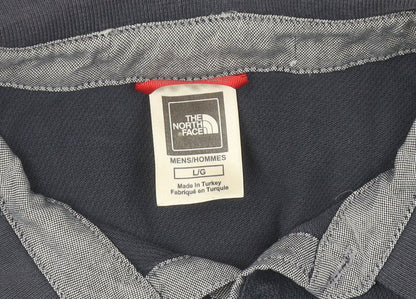 THE
NORTH
FACE
MENS/HOMMES
L/G
Made in Turkey
Fabriqué en Turquie